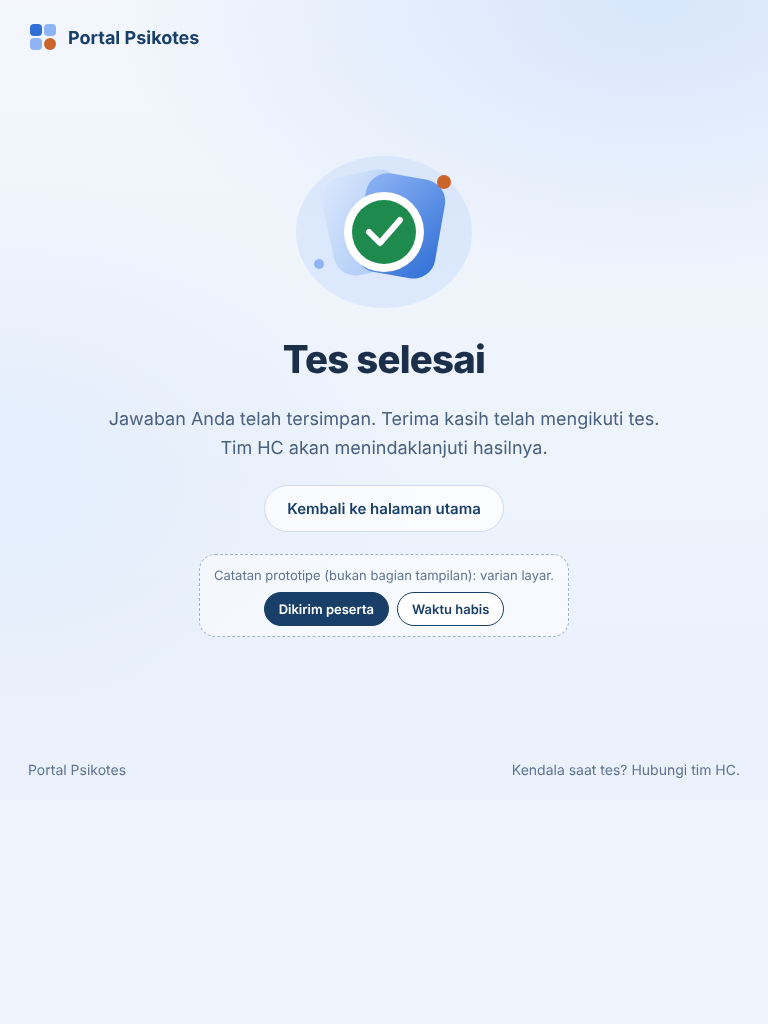 Portal Psikotes
Tes selesai
Jawaban Anda telah tersimpan. Terima kasih telah mengikuti tes.
Tim HC akan menindaklanjuti hasilnya.
Kembali ke halaman utama
Catatan prototipe (bukan bagian tampilan): varian layar.
Dikirim peserta
Waktu habis
Portal Psikotes
Kendala saat tes? Hubungi tim HC.